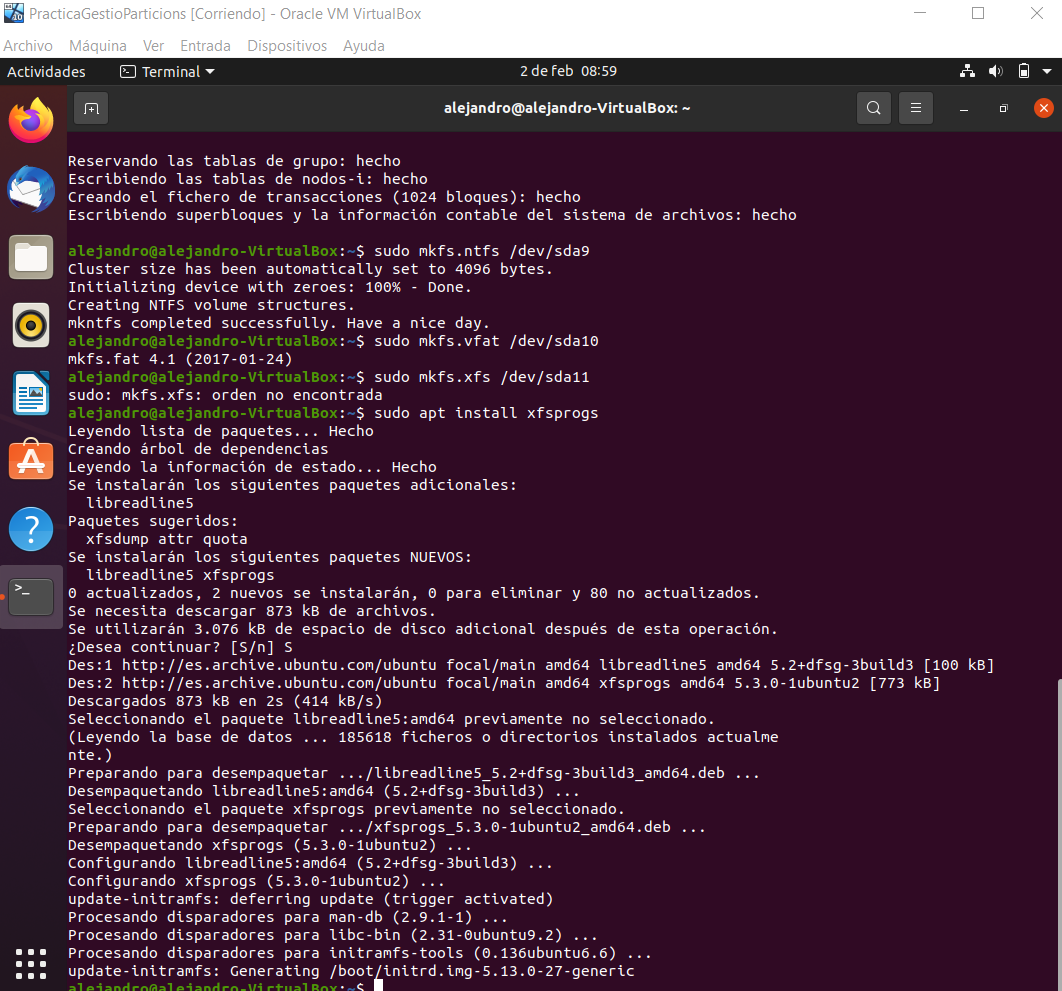 PracticaGestioParticions [Corriendo] - Oracle VM VirtualBox
Archivo Máquina Ver Entrada Dispositivos Ayuda
Actividades Terminal 2 de feb 08:59
alejandro@alejandro-VirtualBox: ~
Reservando las tablas de grupo: hecho
Escribiendo las tablas de nodos-i: hecho
Creando el fichero de transacciones (1024 bloques): hecho
Escribiendo superbloques y la información contable del sistema de archivos: hecho
alejandro@alejandro-VirtualBox:~$ sudo mkfs.ntfs /dev/sda9
Cluster size has been automatically set to 4096 bytes.
Initializing device with zeroes: 100% - Done.
Creating NTFS volume structures.
mkntfs completed successfully. Have a nice day.
alejandro@alejandro-VirtualBox:~$ sudo mkfs.vfat /dev/sda10
mkfs.fat 4.1 (2017-01-24)
alejandro@alejandro-VirtualBox:~$ sudo mkfs.xfs /dev/sda11
sudo: mkfs.xfs: orden no encontrada
alejandro@alejandro-VirtualBox:~$ sudo apt install xfsprogs
Leyendo lista de paquetes... Hecho
Creando árbol de dependencias
Leyendo la información de estado... Hecho
Se instalarán los siguientes paquetes adicionales:
  libreadline5
Paquetes sugeridos:
  xfsdump attr quota
Se instalarán los siguientes paquetes NUEVOS:
  libreadline5 xfsprogs
0 actualizados, 2 nuevos se instalarán, 0 para eliminar y 80 no actualizados.
Se necesita descargar 873 kB de archivos.
Se utilizarán 3.076 kB de espacio de disco adicional después de esta operación.
¿Desea continuar? [S/n] S
Des:1 http://es.archive.ubuntu.com/ubuntu focal/main amd64 libreadline5 amd64 5.2+dfsg-3build3 [100 kB]
Des:2 http://es.archive.ubuntu.com/ubuntu focal/main amd64 xfsprogs amd64 5.3.0-1ubuntu2 [773 kB]
Descargados 873 kB en 2s (414 kB/s)
Seleccionando el paquete libreadline5:amd64 previamente no seleccionado.
(Leyendo la base de datos ... 185618 ficheros o directorios instalados actualme
nte.)
Preparando para desempaquetar .../libreadline5_5.2+dfsg-3build3_amd64.deb ...
Desempaquetando libreadline5:amd64 (5.2+dfsg-3build3) ...
Seleccionando el paquete xfsprogs previamente no seleccionado.
Preparando para desempaquetar .../xfsprogs_5.3.0-1ubuntu2_amd64.deb ...
Desempaquetando xfsprogs (5.3.0-1ubuntu2) ...
Configurando libreadline5:amd64 (5.2+dfsg-3build3) ...
Configurando xfsprogs (5.3.0-1ubuntu2) ...
update-initramfs: deferring update (trigger activated)
Procesando disparadores para man-db (2.9.1-1) ...
Procesando disparadores para libc-bin (2.31-0ubuntu9.2) ...
Procesando disparadores para initramfs-tools (0.136ubuntu6.6) ...
update-initramfs: Generating /boot/initrd.img-5.13.0-27-generic
alejandro@alejandro-VirtualBox:~$